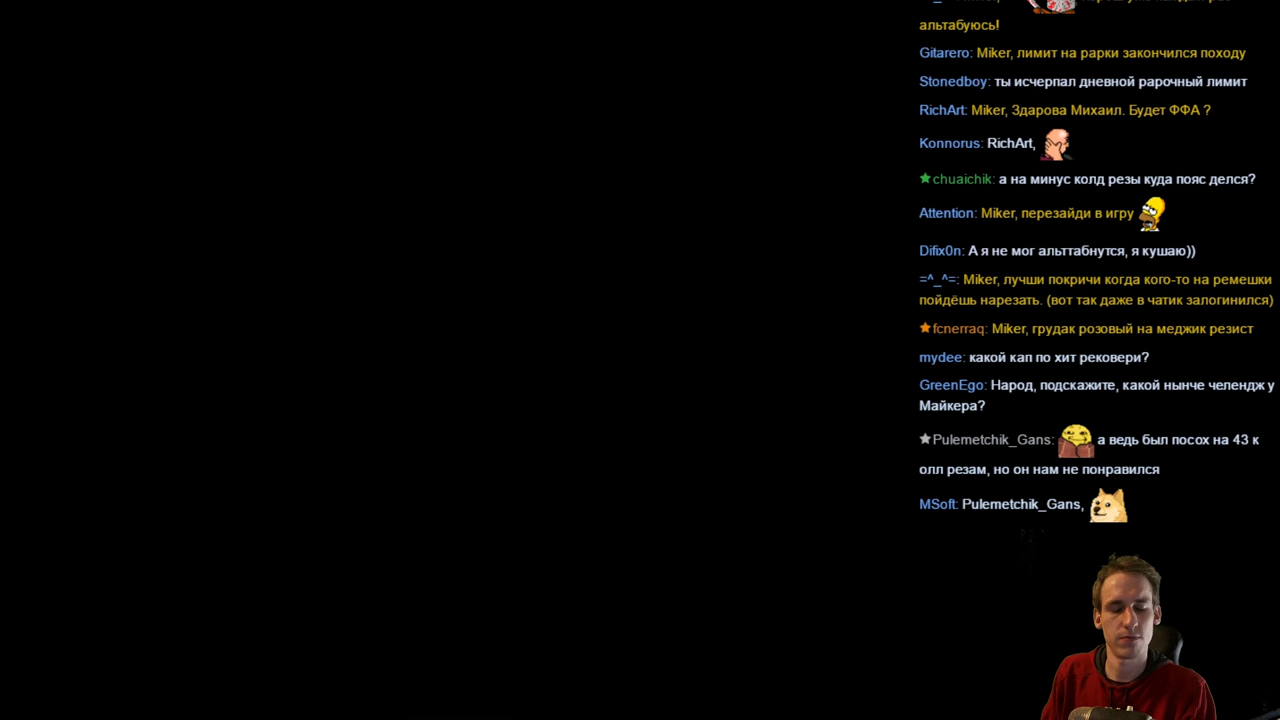 альтабуюсь!
Gitarero: Miker, лимит на рарки закончился походу
Stonedboy: ты исчерпал дневной рарочный лимит
RichArt: Miker, Здарова Михаил. Будет ФФА ?
Konnorus: RichArt,
chuaichik: а на минус колд резы куда пояс делся?
Attention: Miker, перезайди в игру
Difix0n: А я не мог альттабнутся, я кушаю))
=^_^=: Miker, лучши покричи когда кого-то на ремешки
пойдёшь нарезать. (вот так даже в чатик залогинился)
fcnerraq: Miker, грудак розовый на меджик резист
mydee: какой кап по хит рековери?
GreenEgo: Народ, подскажите, какой нынче челендж у
Майкера?
Pulemetchik_Gans: а ведь был посох на 43 к
олл резам, но он нам не понравился
MSoft: Pulemetchik_Gans,